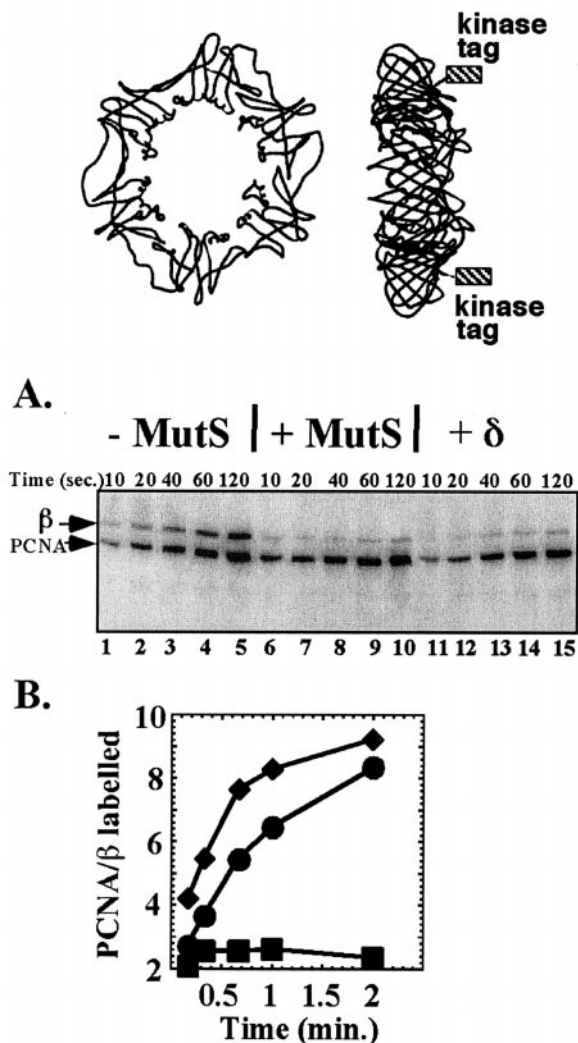 kinase
tag
kinase
tag
A.
- MutS | + MutS | + δ
Time (sec.) 10 20 40 60 120 10 20 40 60 120 10 20 40 60 120
β
PCNA
1 2 3 4 5 6 7 8 9 10 11 12 13 14 15
B.
PCNA/β labelled
10
8
6
4
2
0.5 1 1.5 2
Time (min.)